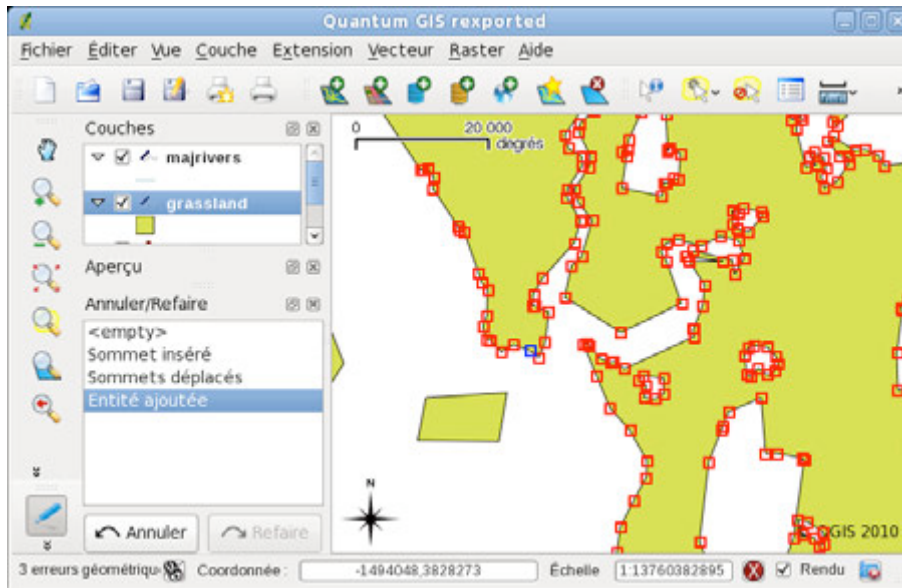 Quantum GIS rexported
Fichier Éditer Vue Couche Extension Vecteur Raster Aide
Couches
majrivers
grassland
Aperçu
Annuler/Refaire
<empty>
Sommet inséré
Sommets déplacés
Entité ajoutée
Annuler Refaire
0 20 000
degrés
N
GIS 2010
3 erreurs géométriqu Coordonnée : -1494048,3828273 Échelle 1:13760382895 Rendu